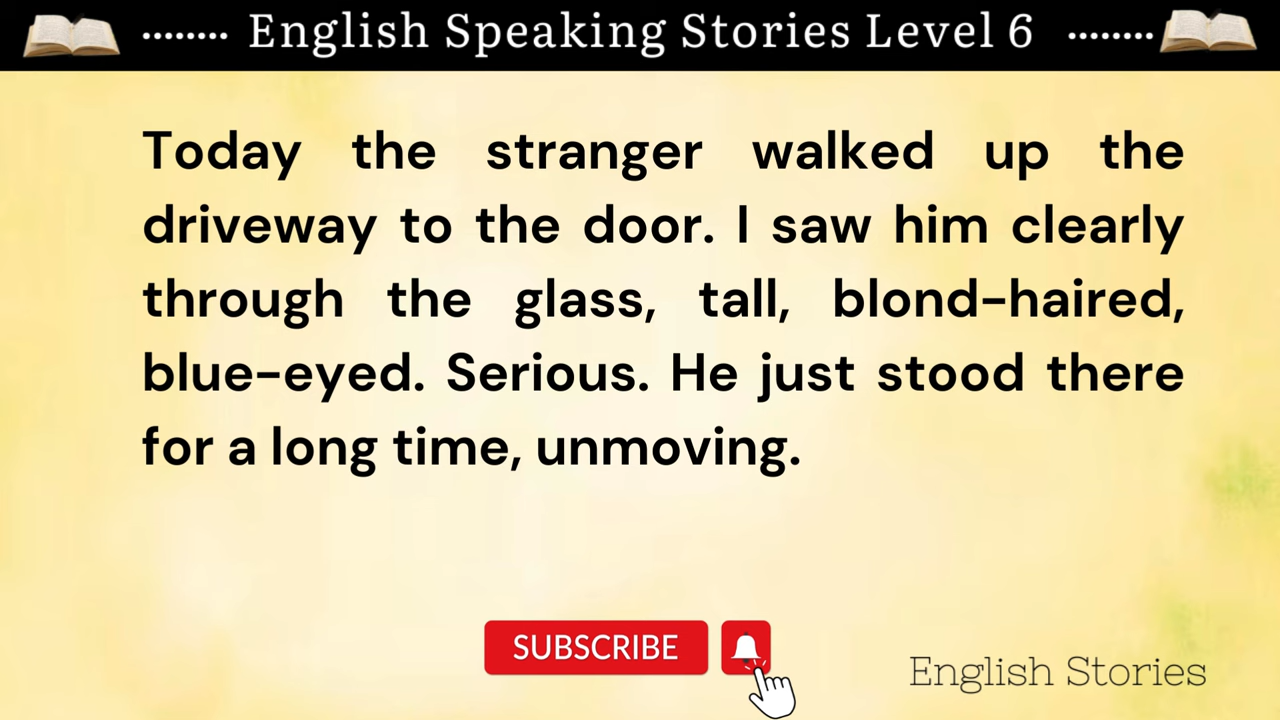 ........ English Speaking Stories Level 6 ........
Today the stranger walked up the
driveway to the door. I saw him clearly
through the glass, tall, blond-haired,
blue-eyed. Serious. He just stood there
for a long time, unmoving.
SUBSCRIBE
English Stories